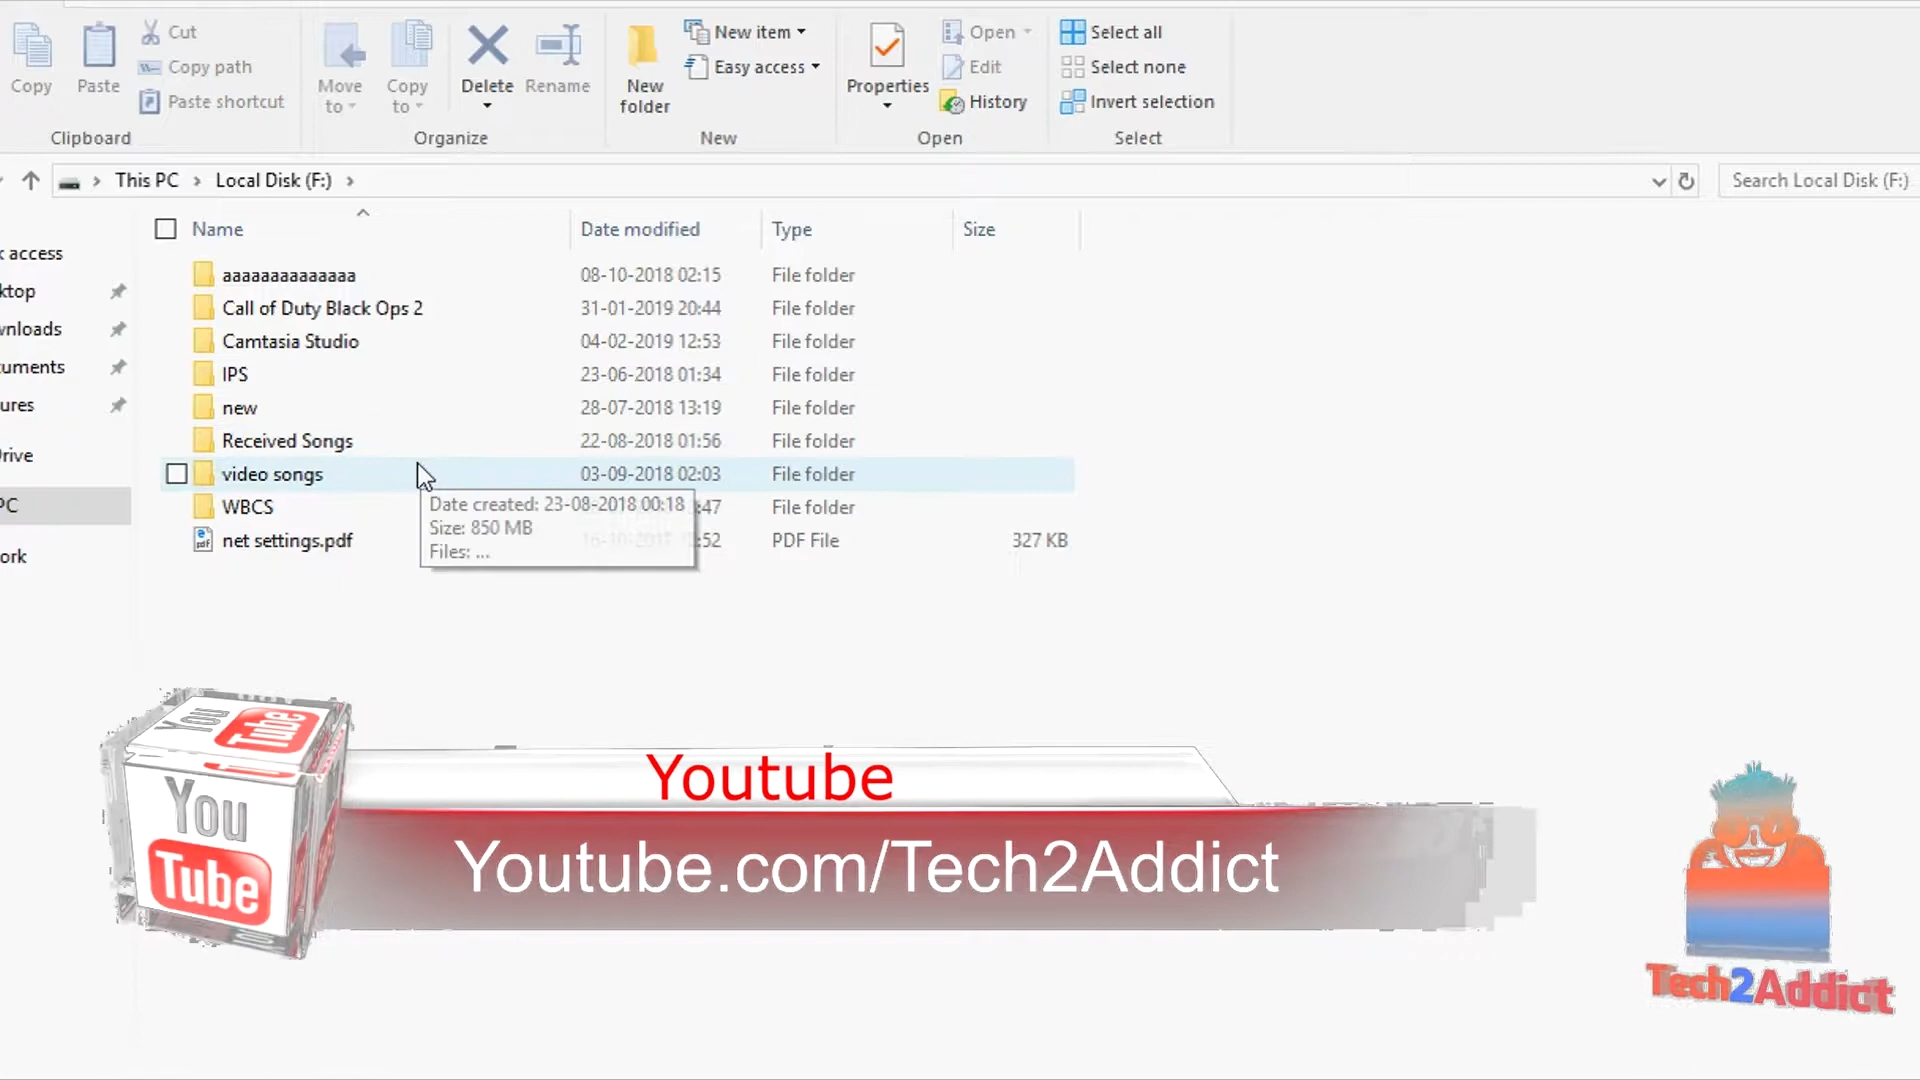 Copy
Paste
Cut
Copy path
Paste shortcut
Clipboard
Move to
Copy to
Delete
Rename
Organize
New folder
New item
Easy access
New
Properties
Open
Edit
History
Open
Select all
Select none
Invert selection
Select
This PC > Local Disk (F:) >
Search Local Disk (F:)
Name Date modified Type Size
access
ktop
wnloads
uments
ures
rive
PC
ork
aaaaaaaaaaaaaa 08-10-2018 02:15 File folder
Call of Duty Black Ops 2 31-01-2019 20:44 File folder
Camtasia Studio 04-02-2019 12:53 File folder
IPS 23-06-2018 01:34 File folder
new 28-07-2018 13:19 File folder
Received Songs 22-08-2018 01:56 File folder
video songs 03-09-2018 02:03 File folder
WBCS :47 File folder
net settings.pdf :52 PDF File 327 KB
Date created: 23-08-2018 00:18
Size: 850 MB
Files: ...
You Tube
You
Tube
Youtube
Youtube.com/Tech2Addict
Tech2Addict